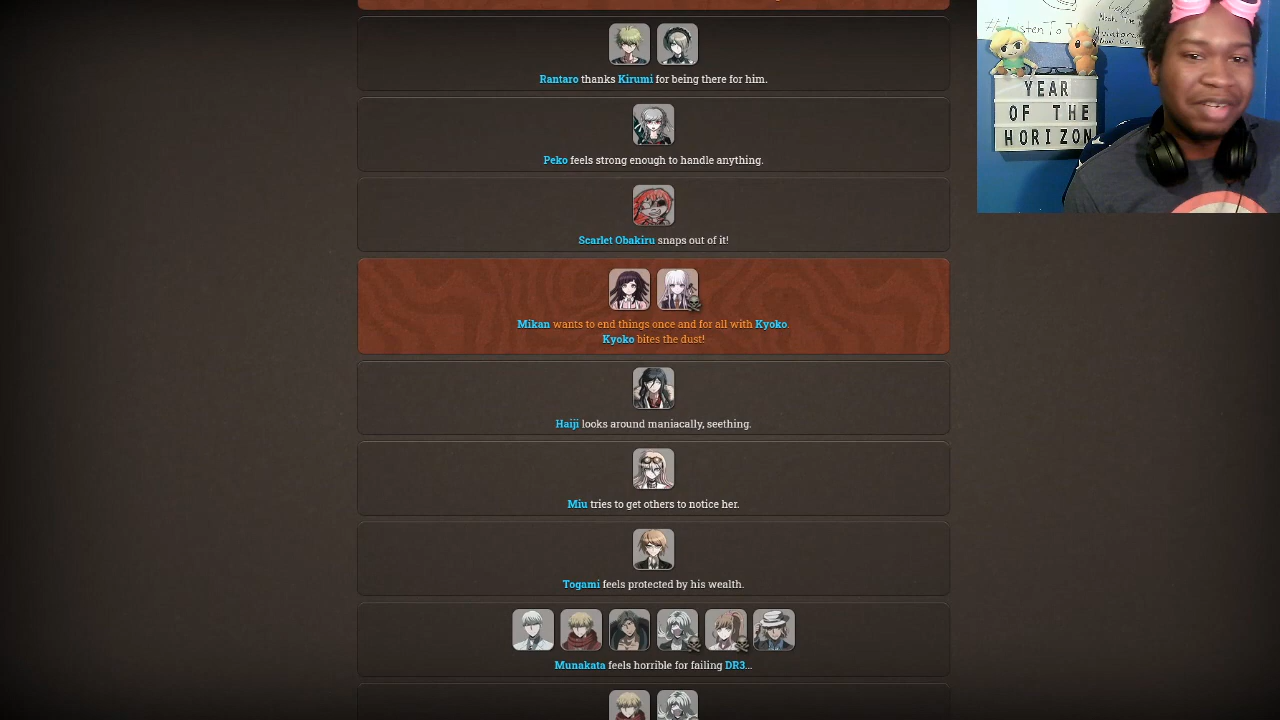 Rantaro thanks Kirumi for being there for him.
Peko feels strong enough to handle anything.
Scarlet Obakiru snaps out of it!
Mikan wants to end things once and for all with Kyoko.
Kyoko bites the dust!
Haiji looks around maniacally, seething.
Miu tries to get others to notice her.
Togami feels protected by his wealth.
Munakata feels horrible for failing DR3...
YEAR
OF THE
HORIZON